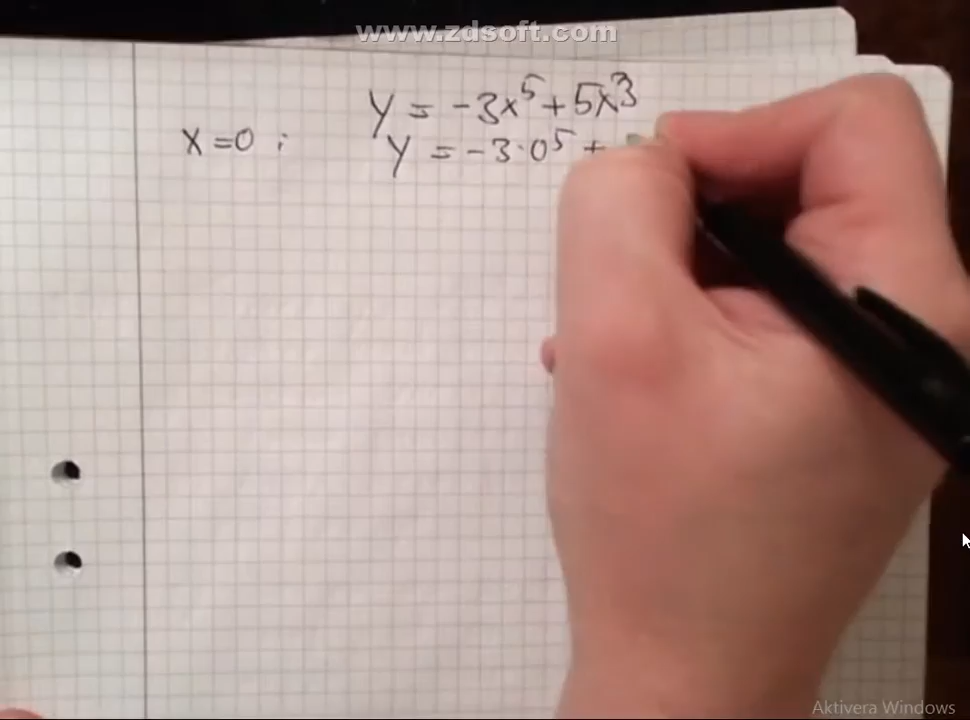 www.zdsoft.com
y = -3x⁵ + 5x³
x = 0 : y = -3·0⁵ +
Aktivera Windows